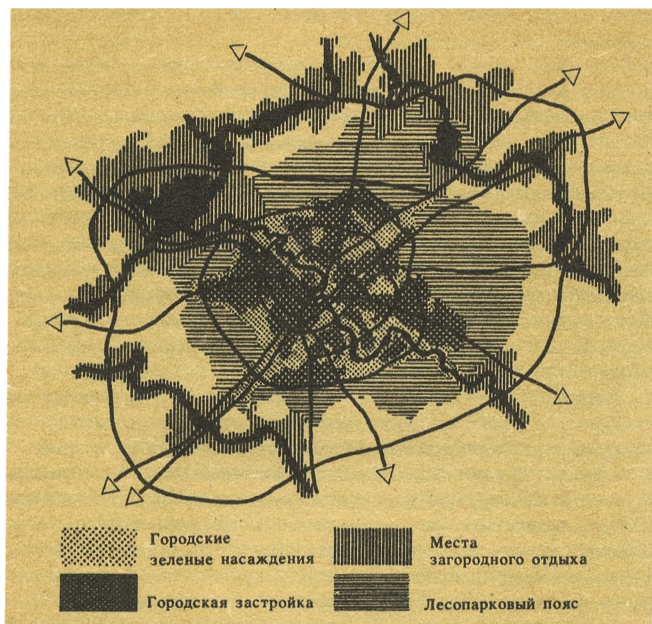 Городские
зеленые насаждения
Городская застройка
Места
загородного отдыха
Лесопарковый пояс